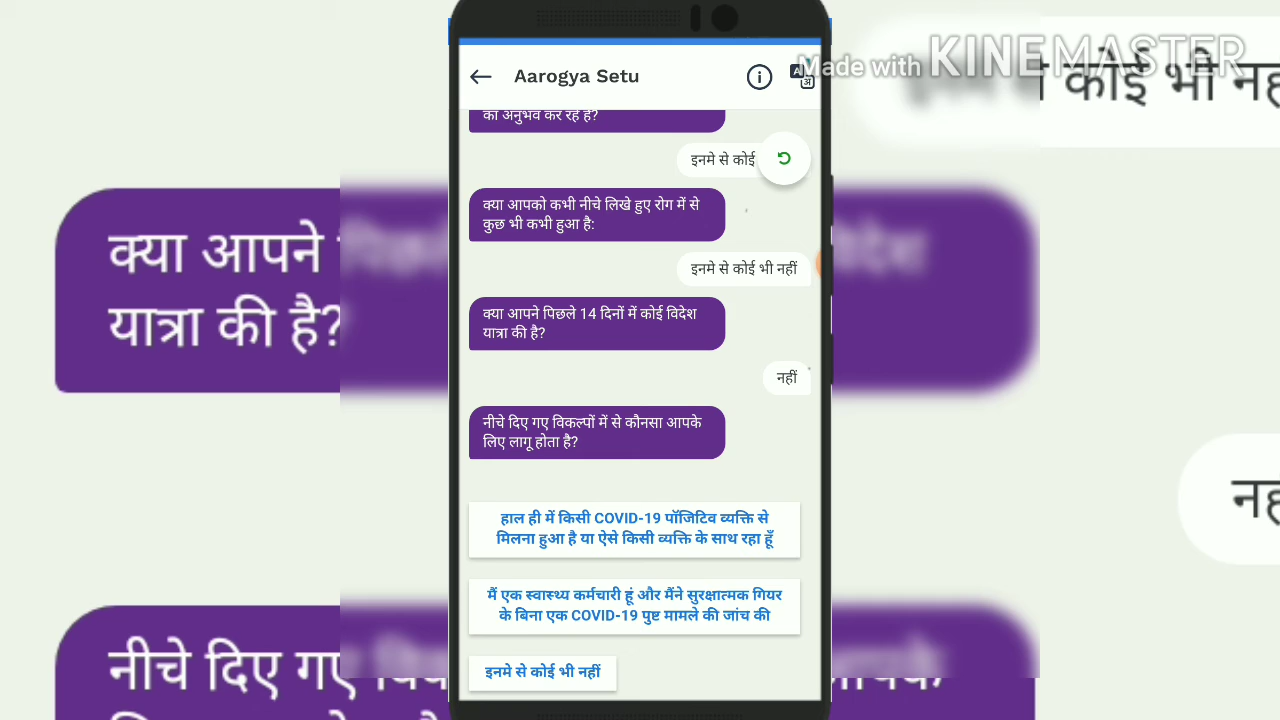 Made with KINEMASTER
Aarogya Setu
का अनुभव कर रहे हैं?
इनमे से कोई
क्या आपको कभी नीचे लिखे हुए रोग में से
कुछ भी कभी हुआ है:
इनमे से कोई भी नहीं
क्या आपने पिछले 14 दिनों में कोई विदेश
यात्रा की है?
नहीं
नीचे दिए गए विकल्पों में से कौनसा आपके
लिए लागू होता है?
हाल ही में किसी COVID-19 पॉजिटिव व्यक्ति से
मिलना हुआ है या ऐसे किसी व्यक्ति के साथ रहा हूँ
मैं एक स्वास्थ्य कर्मचारी हूं और मैंने सुरक्षात्मक गियर
के बिना एक COVID-19 पुष्ट मामले की जांच की
इनमे से कोई भी नहीं
क्या आपने पिछले विदेश
यात्रा की है?
नीचे दिए गए
कोई भी